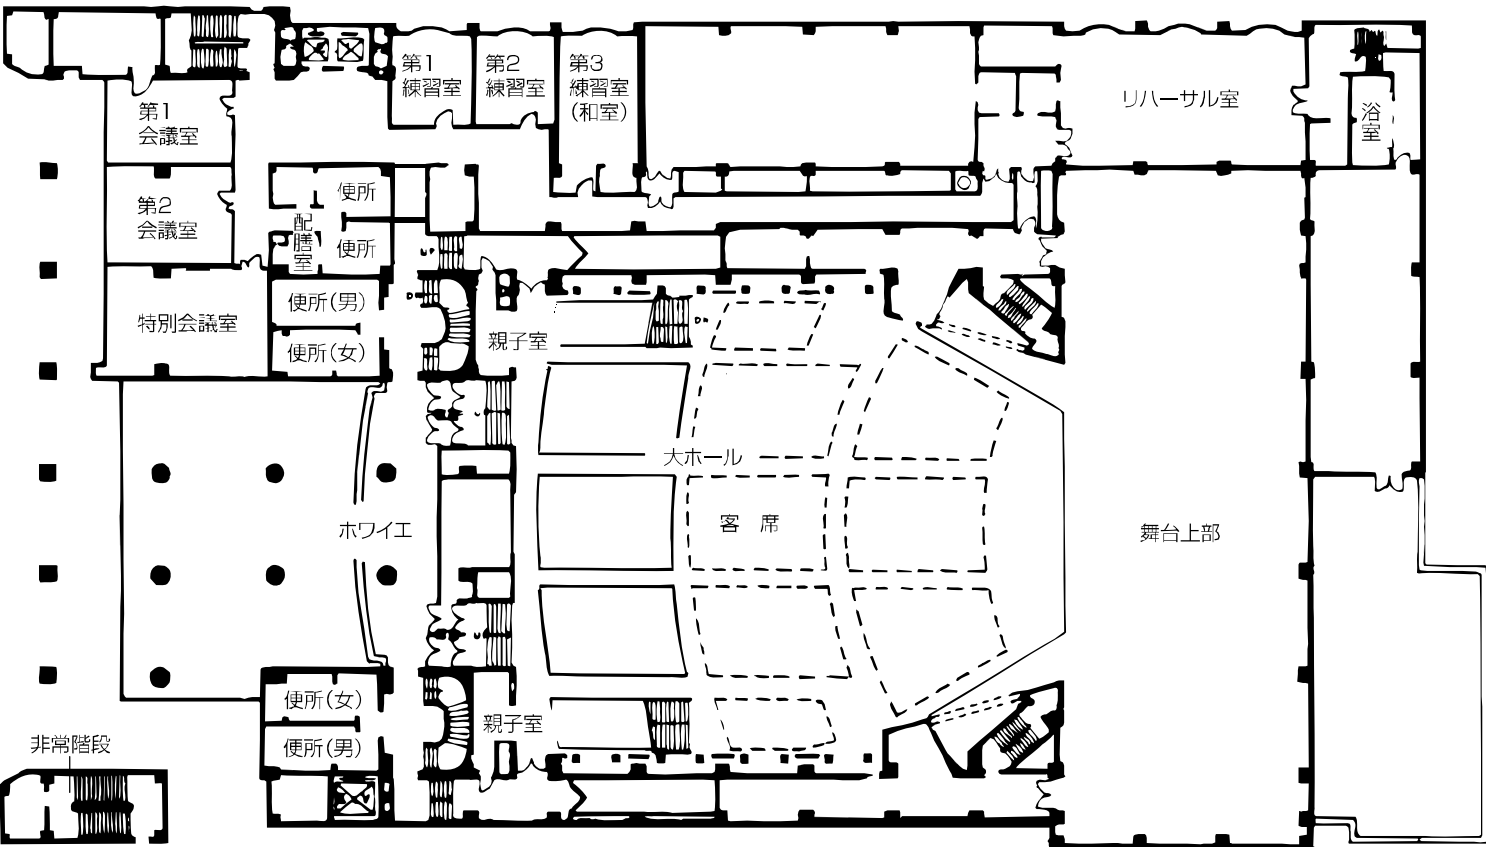 第1
練習室
第2
練習室
第3
練習室
(和室)
リハーサル室
浴
室
第1
会議室
第2
会議室
便所
配
膳
室
便所
特別会議室
便所(男)
便所(女)
親子室
大ホール
客 席
ホワイエ
舞台上部
便所(女)
便所(男)
親子室
非常階段